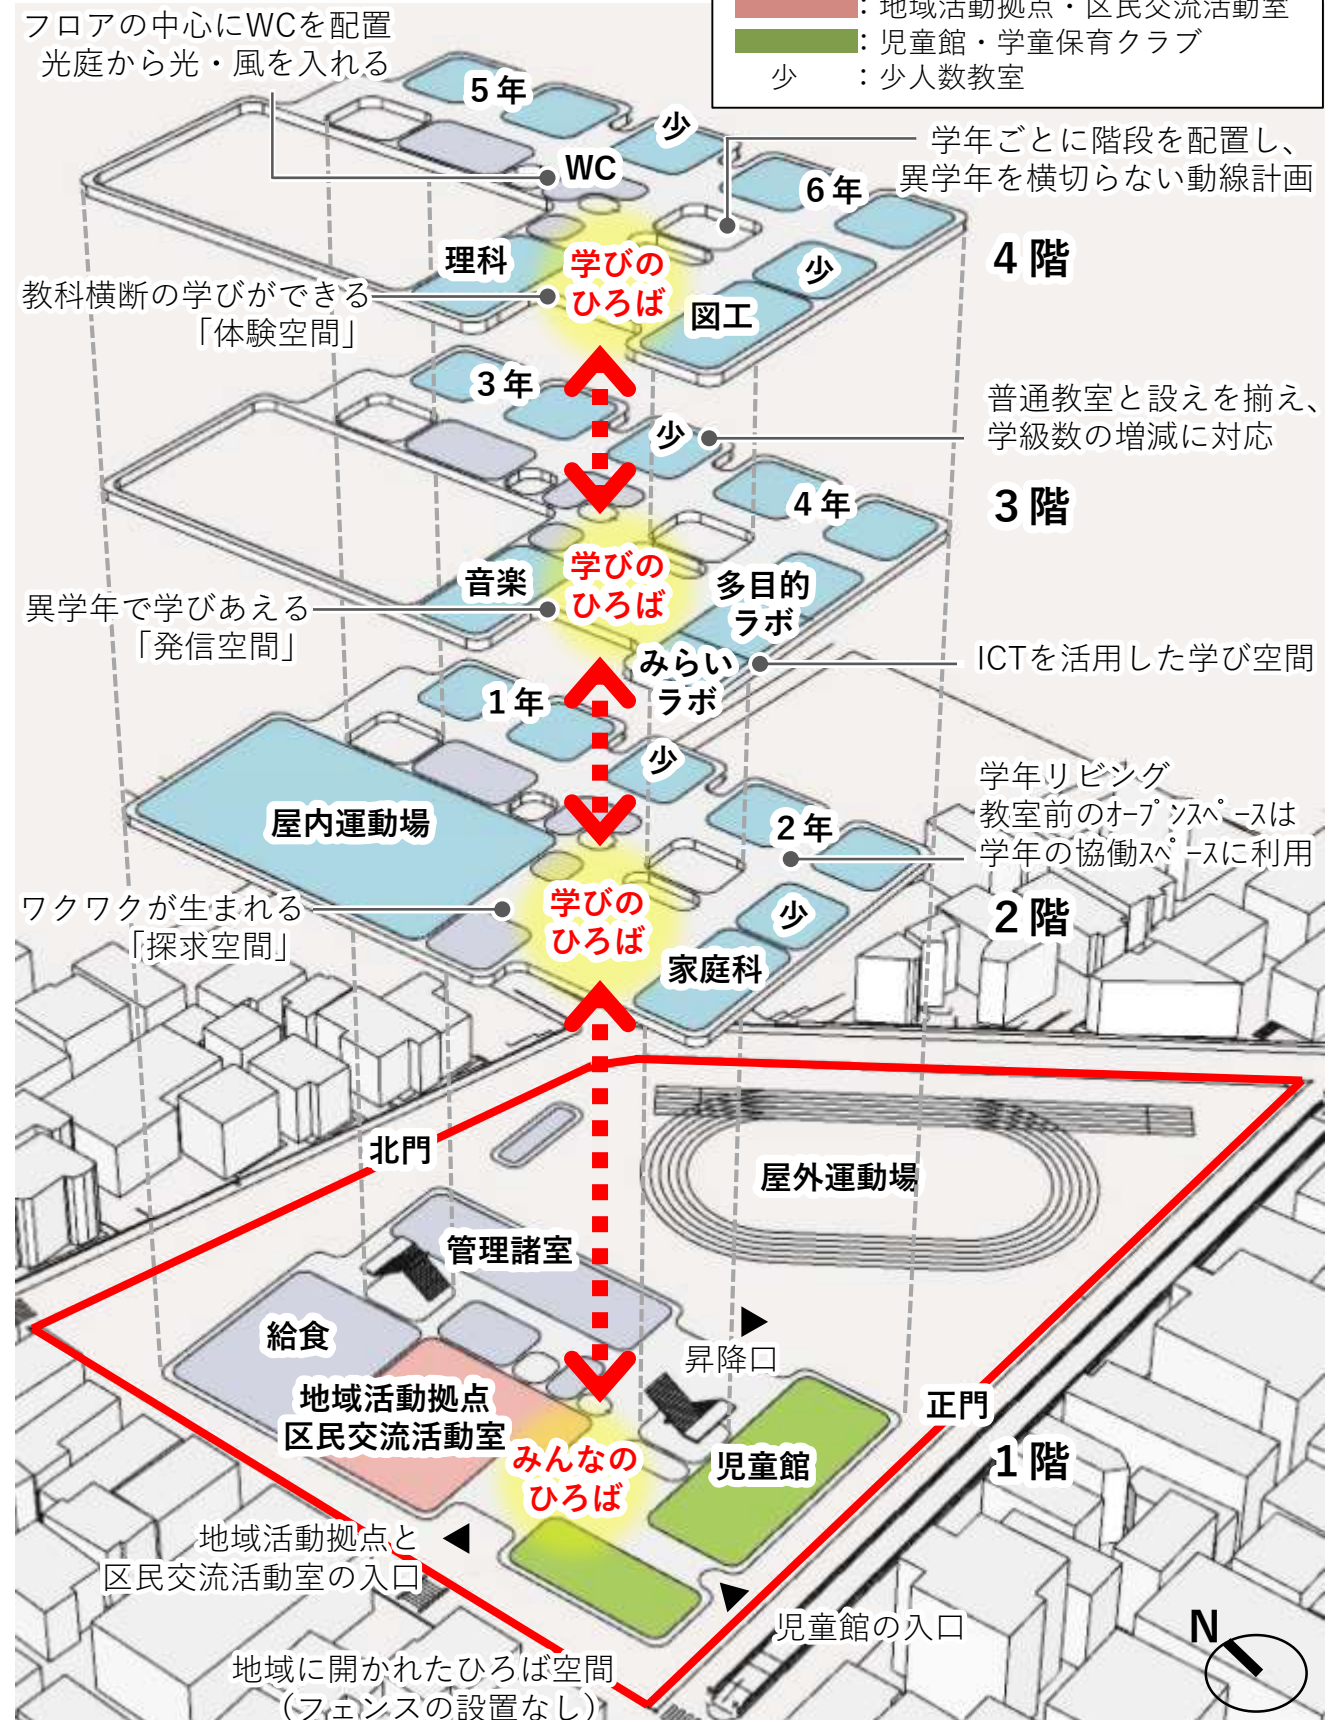 ：地域活動拠点・区民交流活動室
：児童館・学童保育クラブ
少　：少人数教室
フロアの中心にWCを配置
光庭から光・風を入れる
5年
少
WC
6年
学年ごとに階段を配置し、
異学年を横切らない動線計画
4階
理科
学びの
ひろば
少
図工
教科横断の学びができる
「体験空間」
3年
少
普通教室と設えを揃え、
学級数の増減に対応
4年
3階
音楽
学びの
ひろば
多目的
ラボ
異学年で学びあえる
「発信空間」
みらい
ラボ
ICTを活用した学び空間
1年
少
屋内運動場
2年
学年リビング
教室前のｵｰﾌﾟﾝｽﾍﾟｰｽは
学年の協働ｽﾍﾟｰｽに利用
2階
ワクワクが生まれる
「探求空間」
学びの
ひろば
少
家庭科
北門
屋外運動場
管理諸室
給食
昇降口
地域活動拠点
区民交流活動室
正門
みんなの
ひろば
児童館
1階
地域活動拠点と
区民交流活動室の入口
児童館の入口
地域に開かれたひろば空間
（フェンスの設置なし）
N